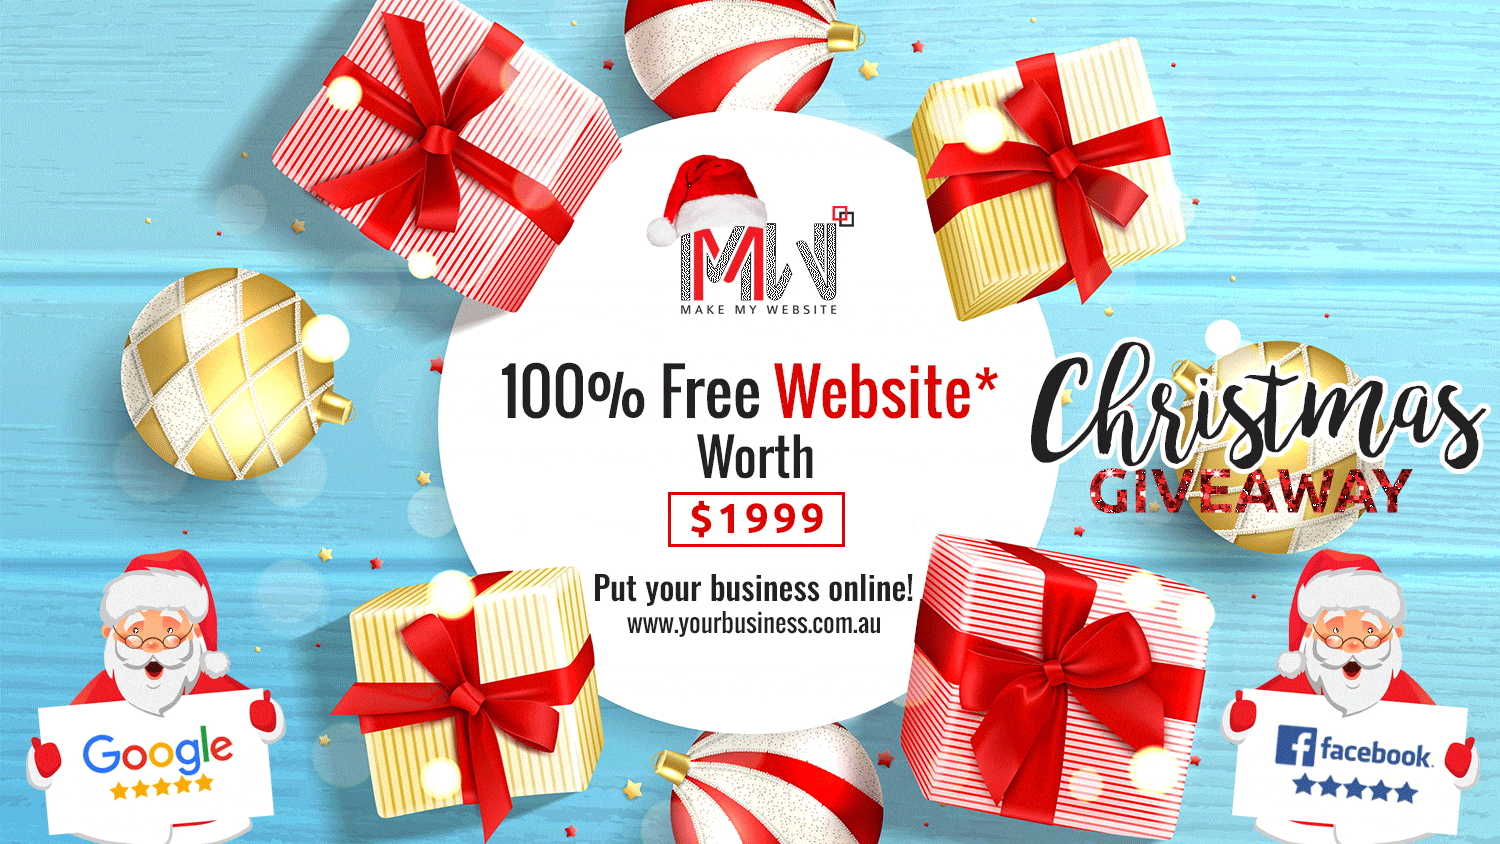 MW
MAKE MY WEBSITE
100% Free Website*
Worth
$1999
Put your business online!
www.yourbusiness.com.au
Christmas
GIVEAWAY
Google
facebook.